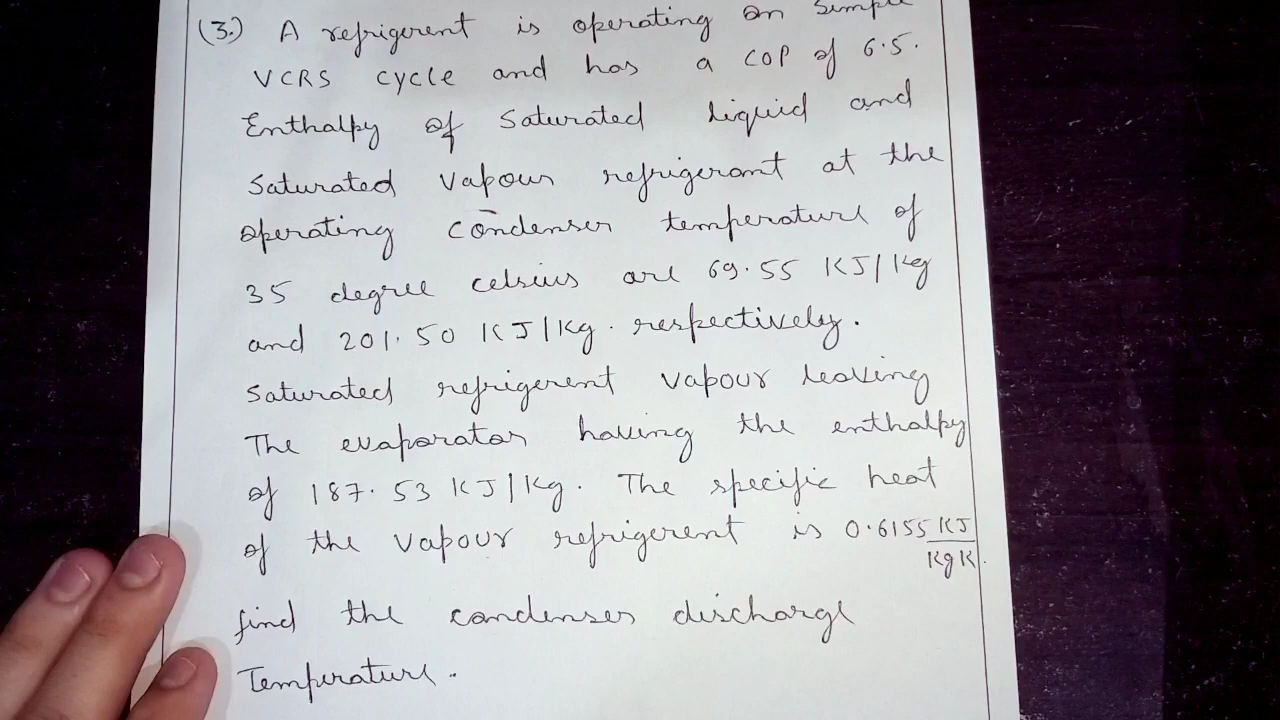 (3.) A refrigerent is operating on Simple
VCRS cycle and has a COP of 6.5.
Enthalpy of saturated liquid and
saturated vapour refrigerant at the
operating condenser temperature of
35 degree celsius are 69.55 KJ/kg
and 201.50 KJ/Kg. respectively.
saturated refrigerent vapour leaving
The evaporator having the enthalpy
of 187.53 KJ/Kg. The specific heat
of the vapour refrigerent is 0.6155 KJ/KgK.
find the condenser discharge
Temperature.